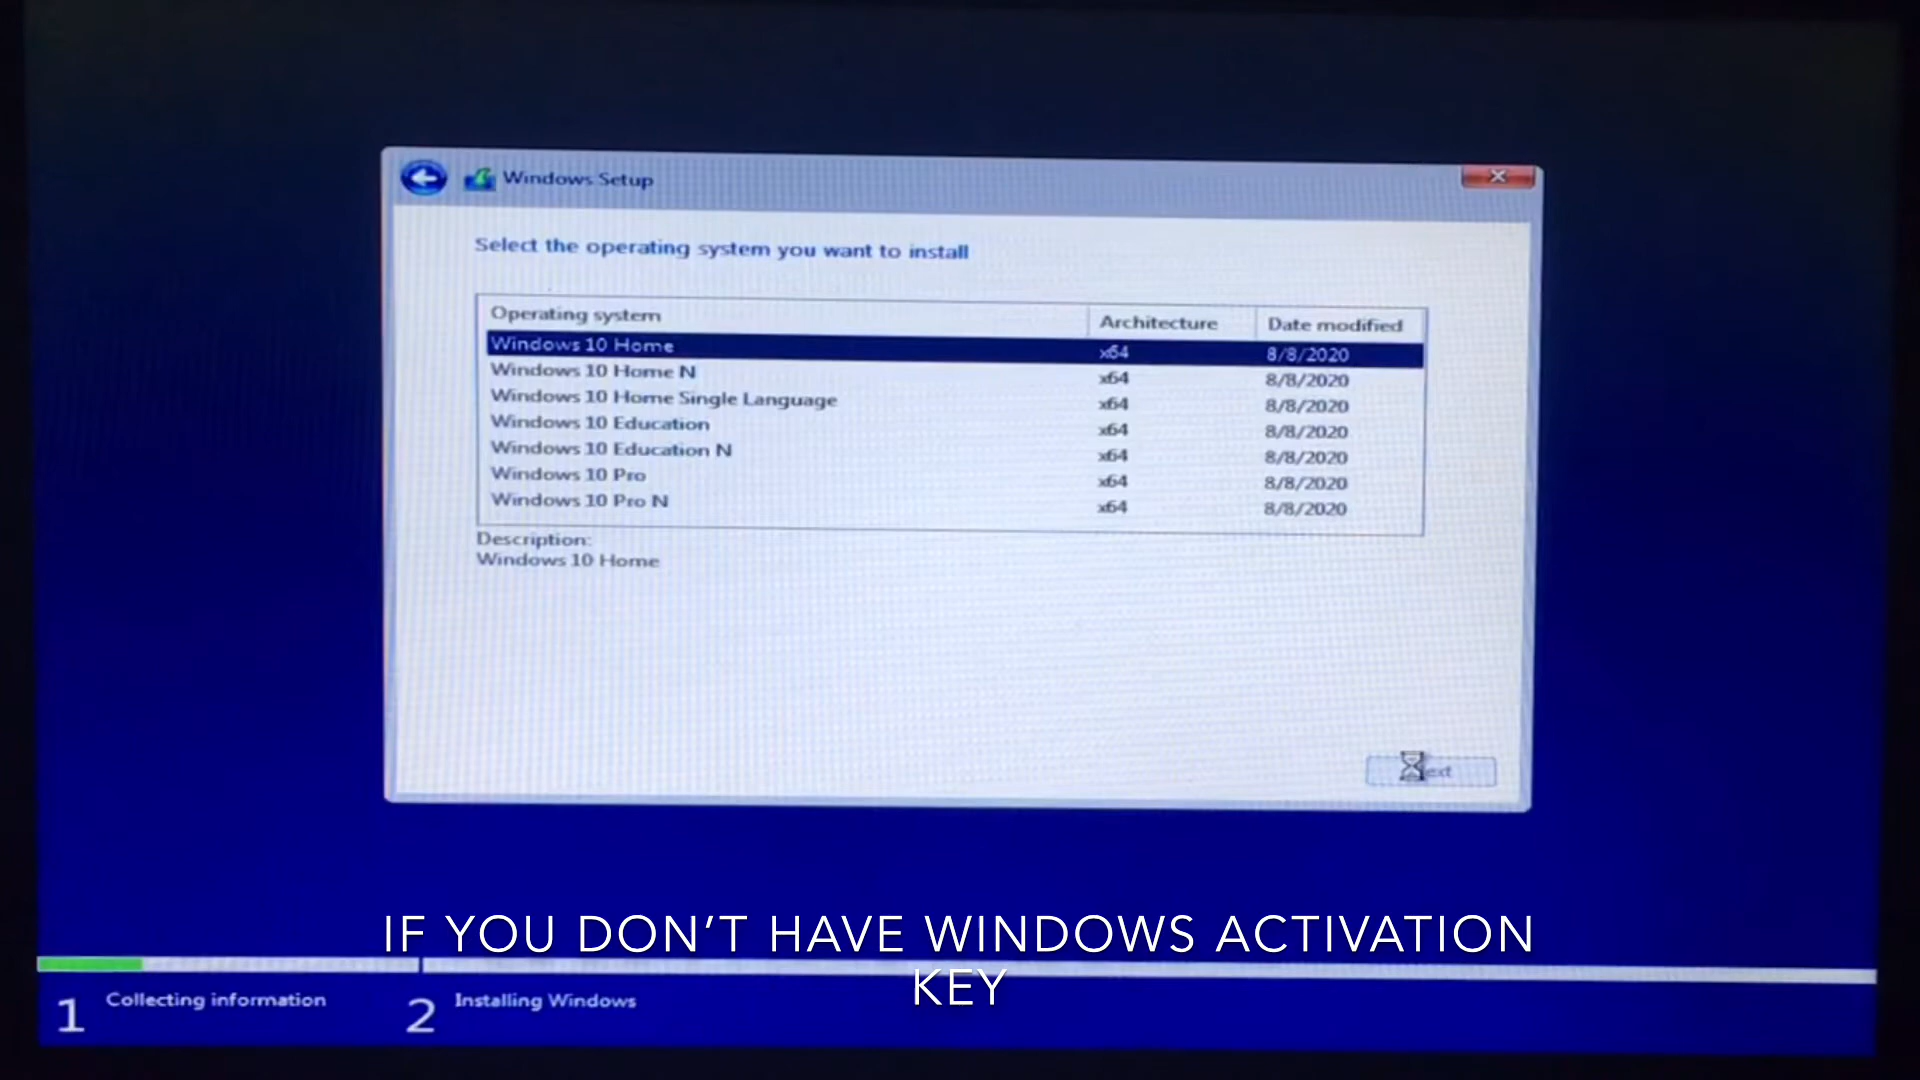 Windows Setup
Select the operating system you want to install
Operating system Architecture Date modified
Windows 10 Home x64 8/8/2020
Windows 10 Home N x64 8/8/2020
Windows 10 Home Single Language x64 8/8/2020
Windows 10 Education x64 8/8/2020
Windows 10 Education N x64 8/8/2020
Windows 10 Pro x64 8/8/2020
Windows 10 Pro N x64 8/8/2020
Description:
Windows 10 Home
IF YOU DON’T HAVE WINDOWS ACTIVATION
KEY
1 Collecting information 2 Installing Windows